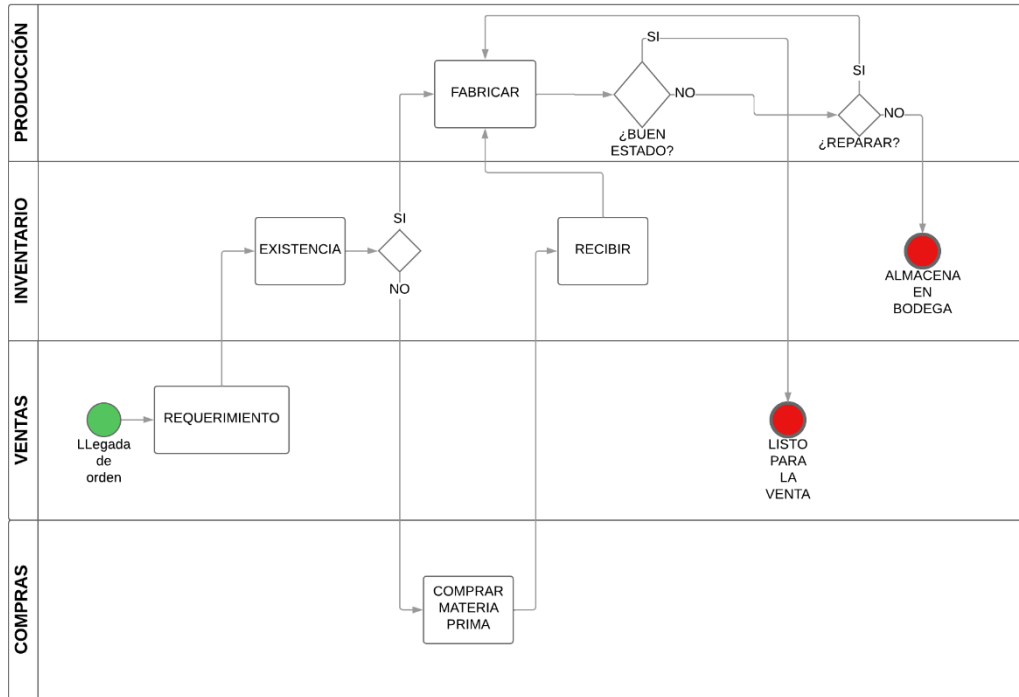 PRODUCCIÓN
SI
SI
FABRICAR
NO
NO
¿BUEN
ESTADO?
¿REPARAR?
INVENTARIO
SI
EXISTENCIA
NO
RECIBIR
ALMACENA
EN
BODEGA
VENTAS
REQUERIMIENTO
LLegada
de
orden
LISTO
PARA
LA
VENTA
COMPRAS
COMPRAR
MATERIA
PRIMA